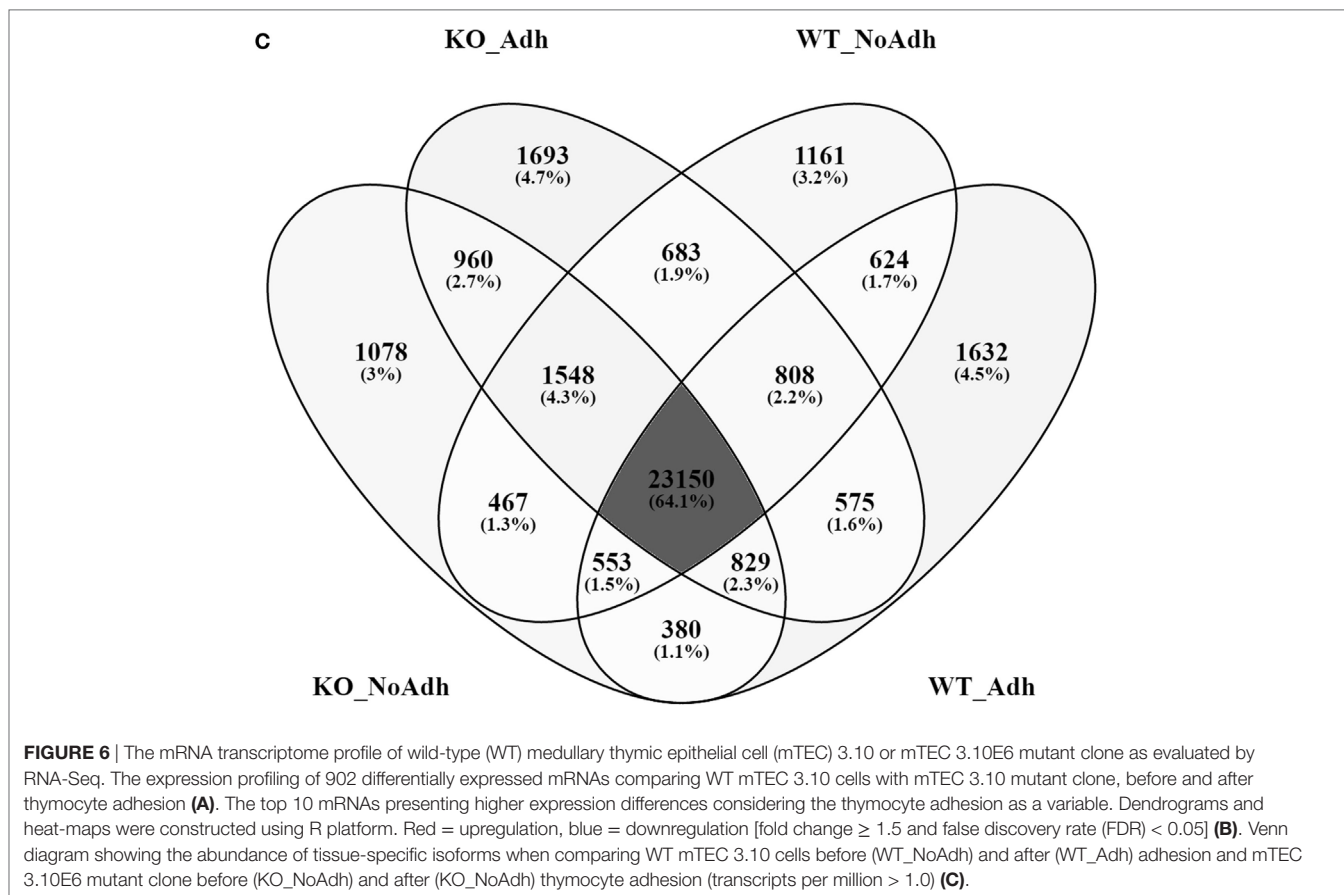 C
KO_Adh
WT_NoAdh
1693
(4.7%)
1161
(3.2%)
960
(2.7%)
683
(1.9%)
624
(1.7%)
1078
(3%)
1548
(4.3%)
808
(2.2%)
1632
(4.5%)
23150
(64.1%)
467
(1.3%)
575
(1.6%)
553
(1.5%)
829
(2.3%)
380
(1.1%)
KO_NoAdh
WT_Adh
FIGURE 6 | The mRNA transcriptome profile of wild-type (WT) medullary thymic epithelial cell (mTEC) 3.10 or mTEC 3.10E6 mutant clone as evaluated by
RNA-Seq. The expression profiling of 902 differentially expressed mRNAs comparing WT mTEC 3.10 cells with mTEC 3.10 mutant clone, before and after
thymocyte adhesion (A). The top 10 mRNAs presenting higher expression differences considering the thymocyte adhesion as a variable. Dendrograms and
heat-maps were constructed using R platform. Red = upregulation, blue = downregulation [fold change ≥ 1.5 and false discovery rate (FDR) < 0.05] (B). Venn
diagram showing the abundance of tissue-specific isoforms when comparing WT mTEC 3.10 cells before (WT_NoAdh) and after (WT_Adh) adhesion and mTEC
3.10E6 mutant clone before (KO_NoAdh) and after (KO_NoAdh) thymocyte adhesion (transcripts per million > 1.0) (C).